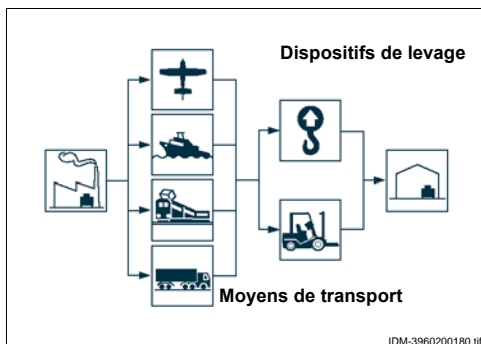 Dispositifs de levage
Moyens de transport
IDM-3960200180.tif